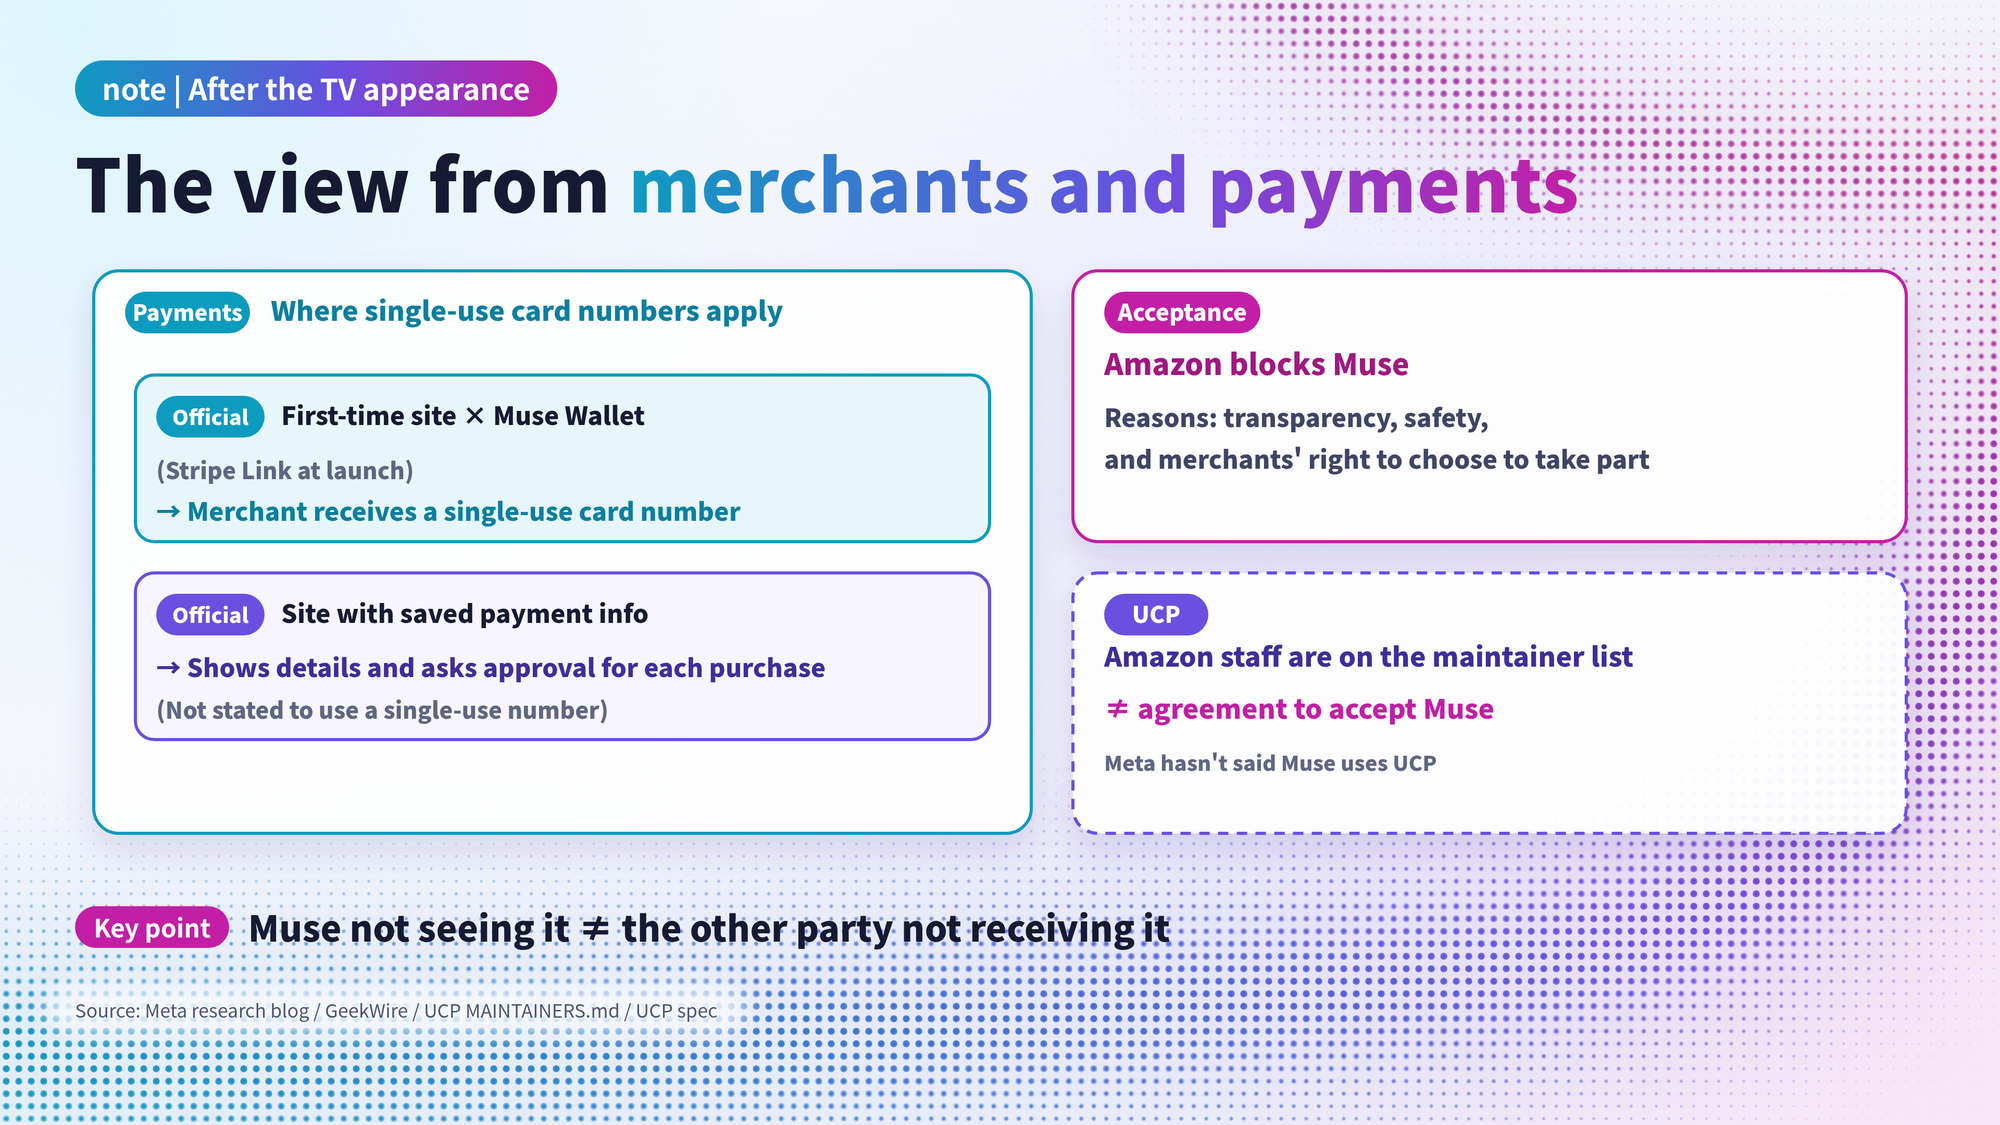 note | After the TV appearance
The view from merchants and payments
Payments Where single-use card numbers apply
Official First-time site × Muse Wallet
(Stripe Link at launch)
→ Merchant receives a single-use card number
Official Site with saved payment info
→ Shows details and asks approval for each purchase
(Not stated to use a single-use number)
Acceptance
Amazon blocks Muse
Reasons: transparency, safety,
and merchants' right to choose to take part
UCP
Amazon staff are on the maintainer list
≠ agreement to accept Muse
Meta hasn't said Muse uses UCP
Key point Muse not seeing it ≠ the other party not receiving it
Source: Meta research blog / GeekWire / UCP MAINTAINERS.md / UCP spec